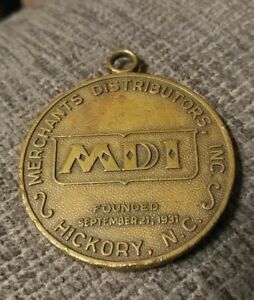 MERCHANTS DISTRIBUTORS, INC.
MDI
FOUNDED
SEPTEMBER 21, 1931
HICKORY, N.C.